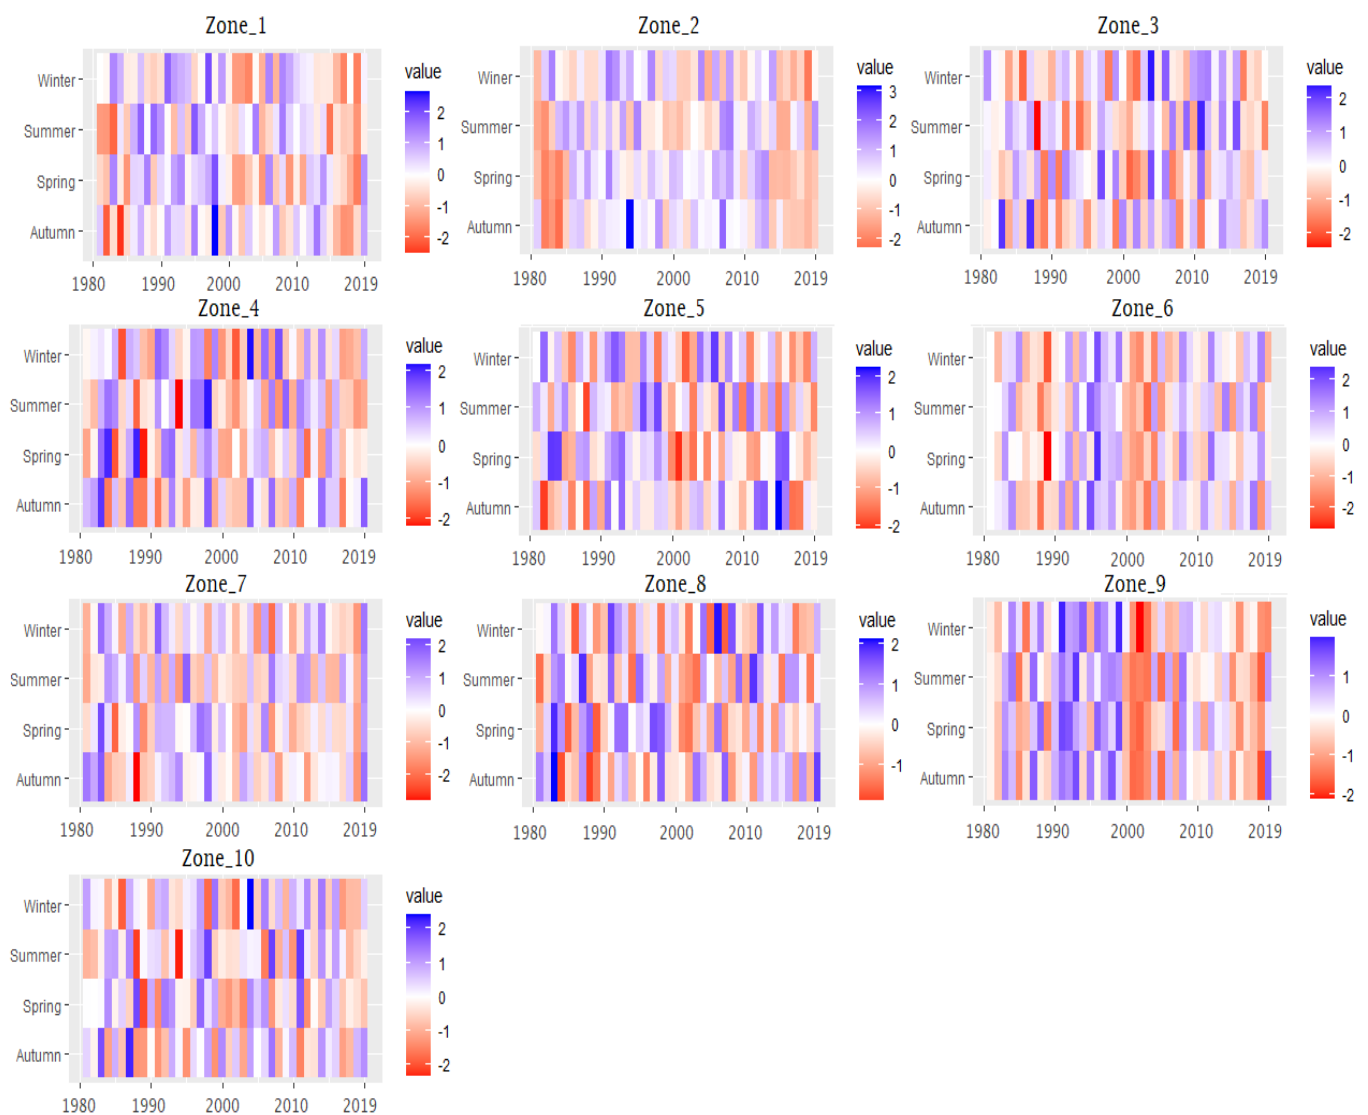 Zone_1
Winter
Summer
Spring
Autumn
1980 1990 2000 2010 2019
value
2
1
0
-1
-2
Zone_2
Winer
Summer
Spring
Autumn
1980 1990 2000 2010 2019
value
3
2
1
0
-1
-2
Zone_3
Winter
Summer
Spring
Autumn
1980 1990 2000 2010 2019
value
2
1
0
-1
-2
Zone_4
Winter
Summer
Spring
Autumn
1980 1990 2000 2010 2019
value
2
1
0
-1
-2
Zone_5
Winter
Summer
Spring
Autumn
1980 1990 2000 2010 2019
value
2
1
0
-1
-2
Zone_6
Winter
Summer
Spring
Autumn
1980 1990 2000 2010 2019
value
2
1
0
-1
-2
Zone_7
Winter
Summer
Spring
Autumn
1980 1990 2000 2010 2019
value
2
1
0
-1
-2
Zone_8
Winter
Summer
Spring
Autumn
1980 1990 2000 2010 2019
value
2
1
0
-1
Zone_9
Winter
Summer
Spring
Autumn
1980 1990 2000 2010 2019
value
1
0
-1
-2
Zone_10
Winter
Summer
Spring
Autumn
1980 1990 2000 2010 2019
value
2
1
0
-1
-2